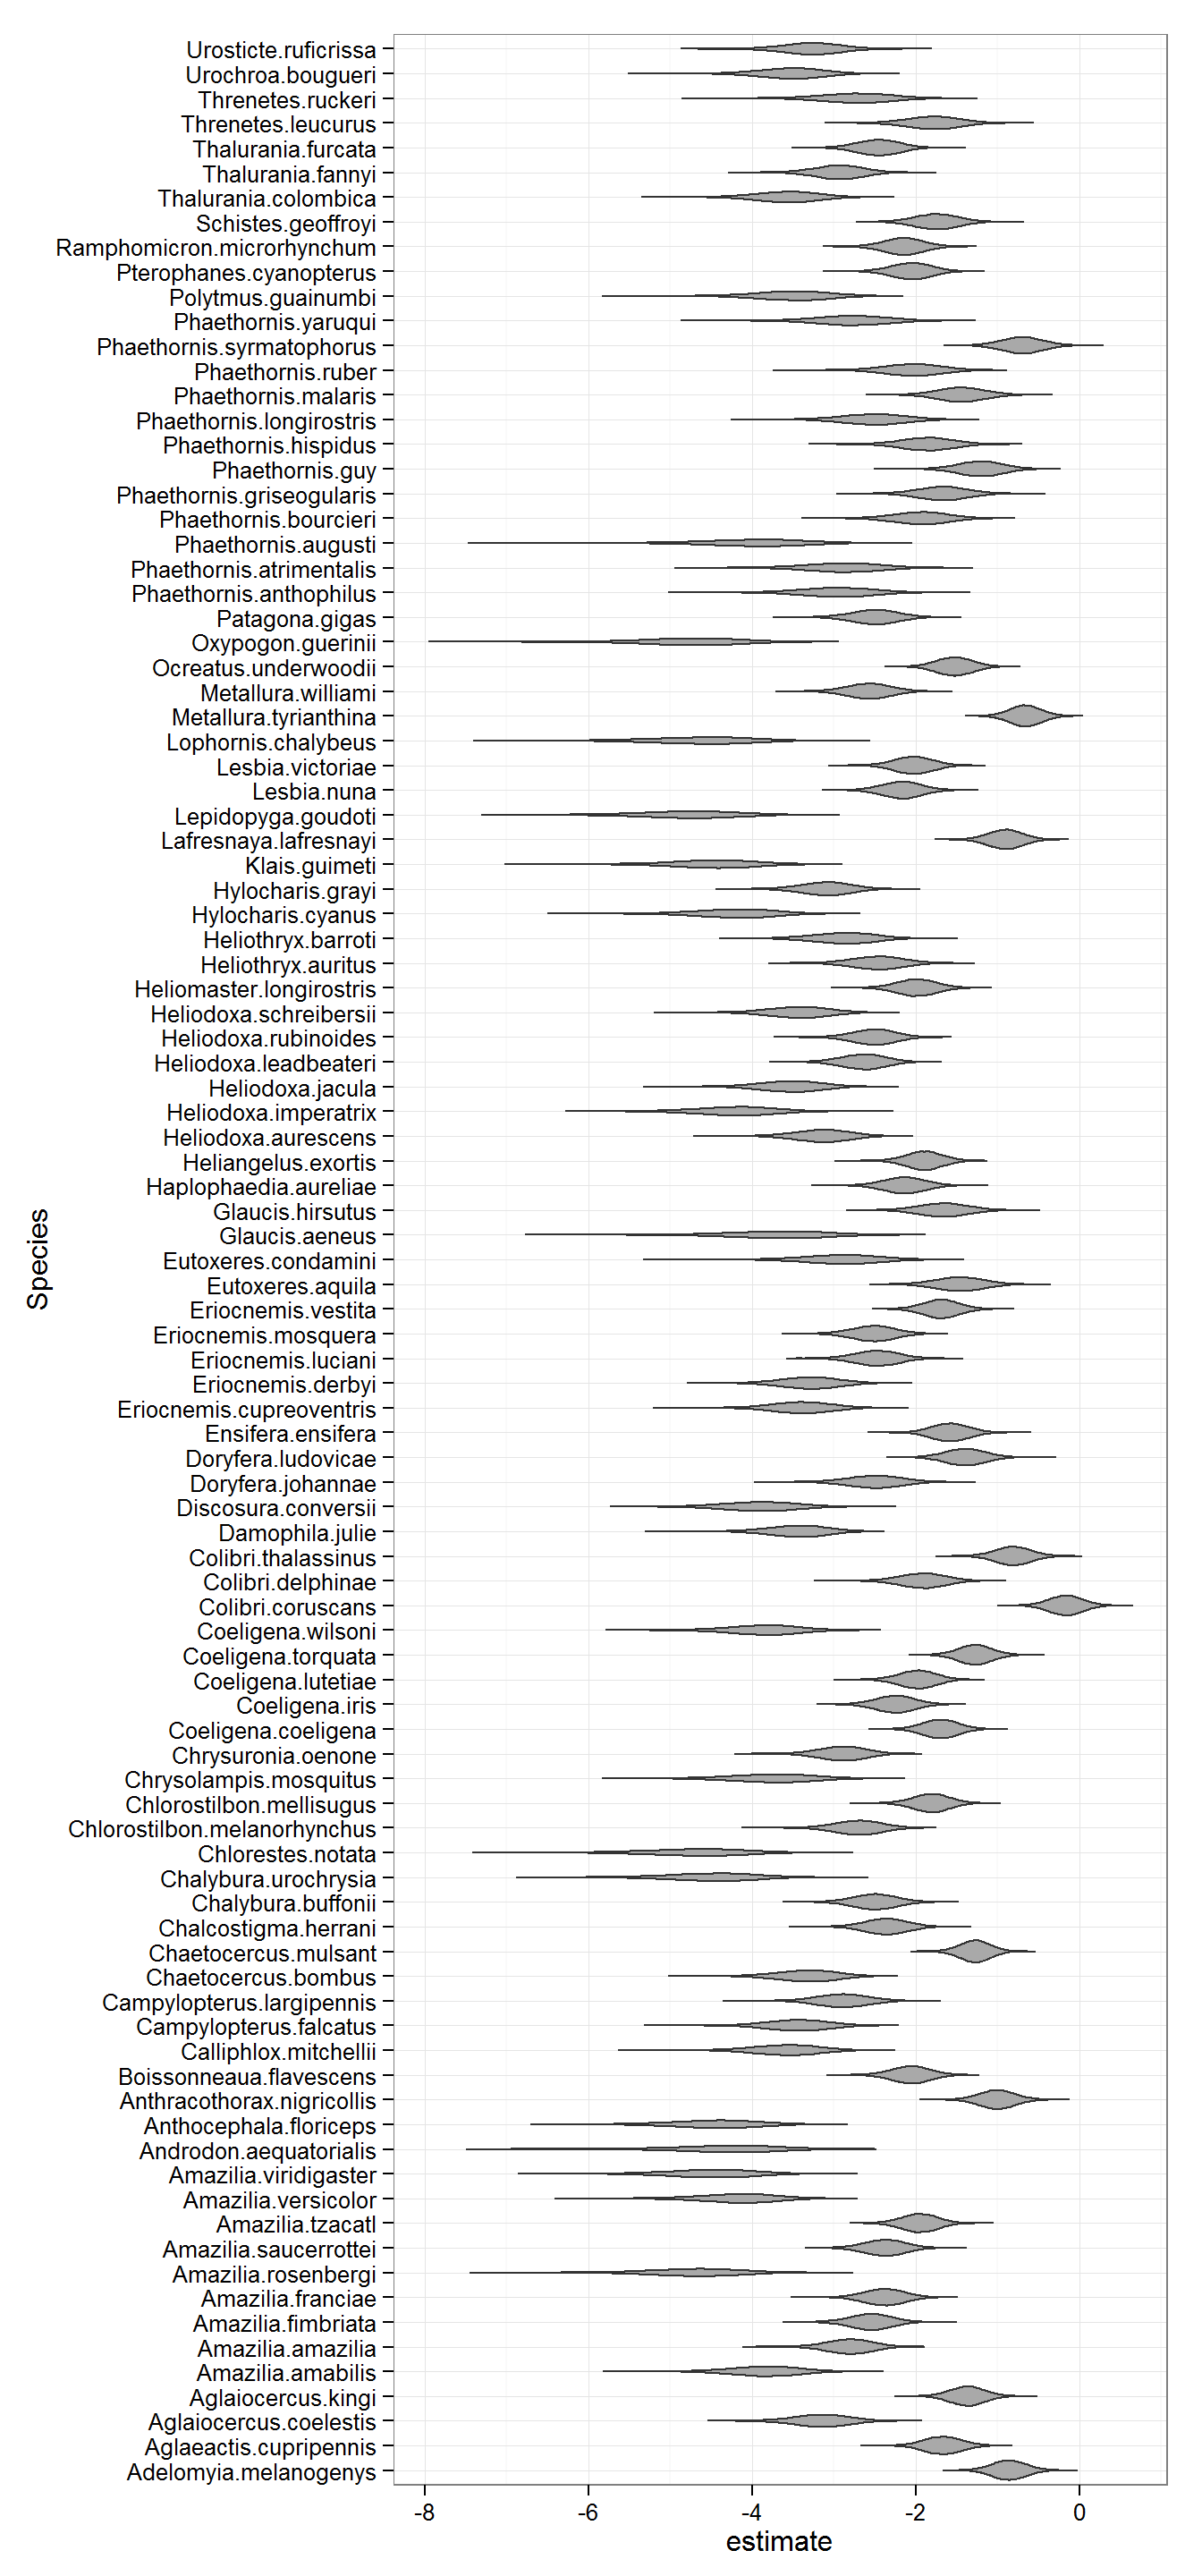 Urosticte.ruficrissa
Urochroa.bougueri
Threnetes.ruckeri
Threnetes.leucurus
Thalurania.furcata
Thalurania.fannyi
Thalurania.colombica
Schistes.geoffroyi
Ramphomicron.microrhynchum
Pterophanes.cyanopterus
Polytmus.guainumbi
Phaethornis.yaruqui
Phaethornis.syrmatophorus
Phaethornis.ruber
Phaethornis.malaris
Phaethornis.longirostris
Phaethornis.hispidus
Phaethornis.guy
Phaethornis.griseogularis
Phaethornis.bourcieri
Phaethornis.augusti
Phaethornis.atrimentalis
Phaethornis.anthophilus
Patagona.gigas
Oxypogon.guerinii
Ocreatus.underwoodii
Metallura.williami
Metallura.tyrianthina
Lophornis.chalybeus
Lesbia.victoriae
Lesbia.nuna
Lepidopyga.goudoti
Lafresnaya.lafresnayi
Klais.guimeti
Hylocharis.grayi
Hylocharis.cyanus
Heliothryx.barroti
Heliothryx.auritus
Heliomaster.longirostris
Heliodoxa.schreibersii
Heliodoxa.rubinoides
Heliodoxa.leadbeateri
Heliodoxa.jacula
Heliodoxa.imperatrix
Heliodoxa.aurescens
Heliangelus.exortis
Haplophaedia.aureliae
Glaucis.hirsutus
Glaucis.aeneus
Eutoxeres.condamini
Eutoxeres.aquila
Eriocnemis.vestita
Eriocnemis.mosquera
Eriocnemis.luciani
Eriocnemis.derbyi
Eriocnemis.cupreoventris
Ensifera.ensifera
Doryfera.ludovicae
Doryfera.johannae
Discosura.conversii
Damophila.julie
Colibri.thalassinus
Colibri.delphinae
Colibri.coruscans
Coeligena.wilsoni
Coeligena.torquata
Coeligena.lutetiae
Coeligena.iris
Coeligena.coeligena
Chrysuronia.oenone
Chrysolampis.mosquitus
Chlorostilbon.mellisugus
Chlorostilbon.melanorhynchus
Chlorestes.notata
Chalybura.urochrysia
Chalybura.buffonii
Chalcostigma.herrani
Chaetocercus.mulsant
Chaetocercus.bombus
Campylopterus.largipennis
Campylopterus.falcatus
Calliphlox.mitchellii
Boissonneaua.flavescens
Anthracothorax.nigricollis
Anthocephala.floriceps
Androdon.aequatorialis
Amazilia.viridigaster
Amazilia.versicolor
Amazilia.tzacatl
Amazilia.saucerrottei
Amazilia.rosenbergi
Amazilia.franciae
Amazilia.fimbriata
Amazilia.amazilia
Amazilia.amabilis
Aglaiocercus.kingi
Aglaiocercus.coelestis
Aglaeactis.cupripennis
Adelomyia.melanogenys
Species
-8 -6 -4 -2 0
estimate